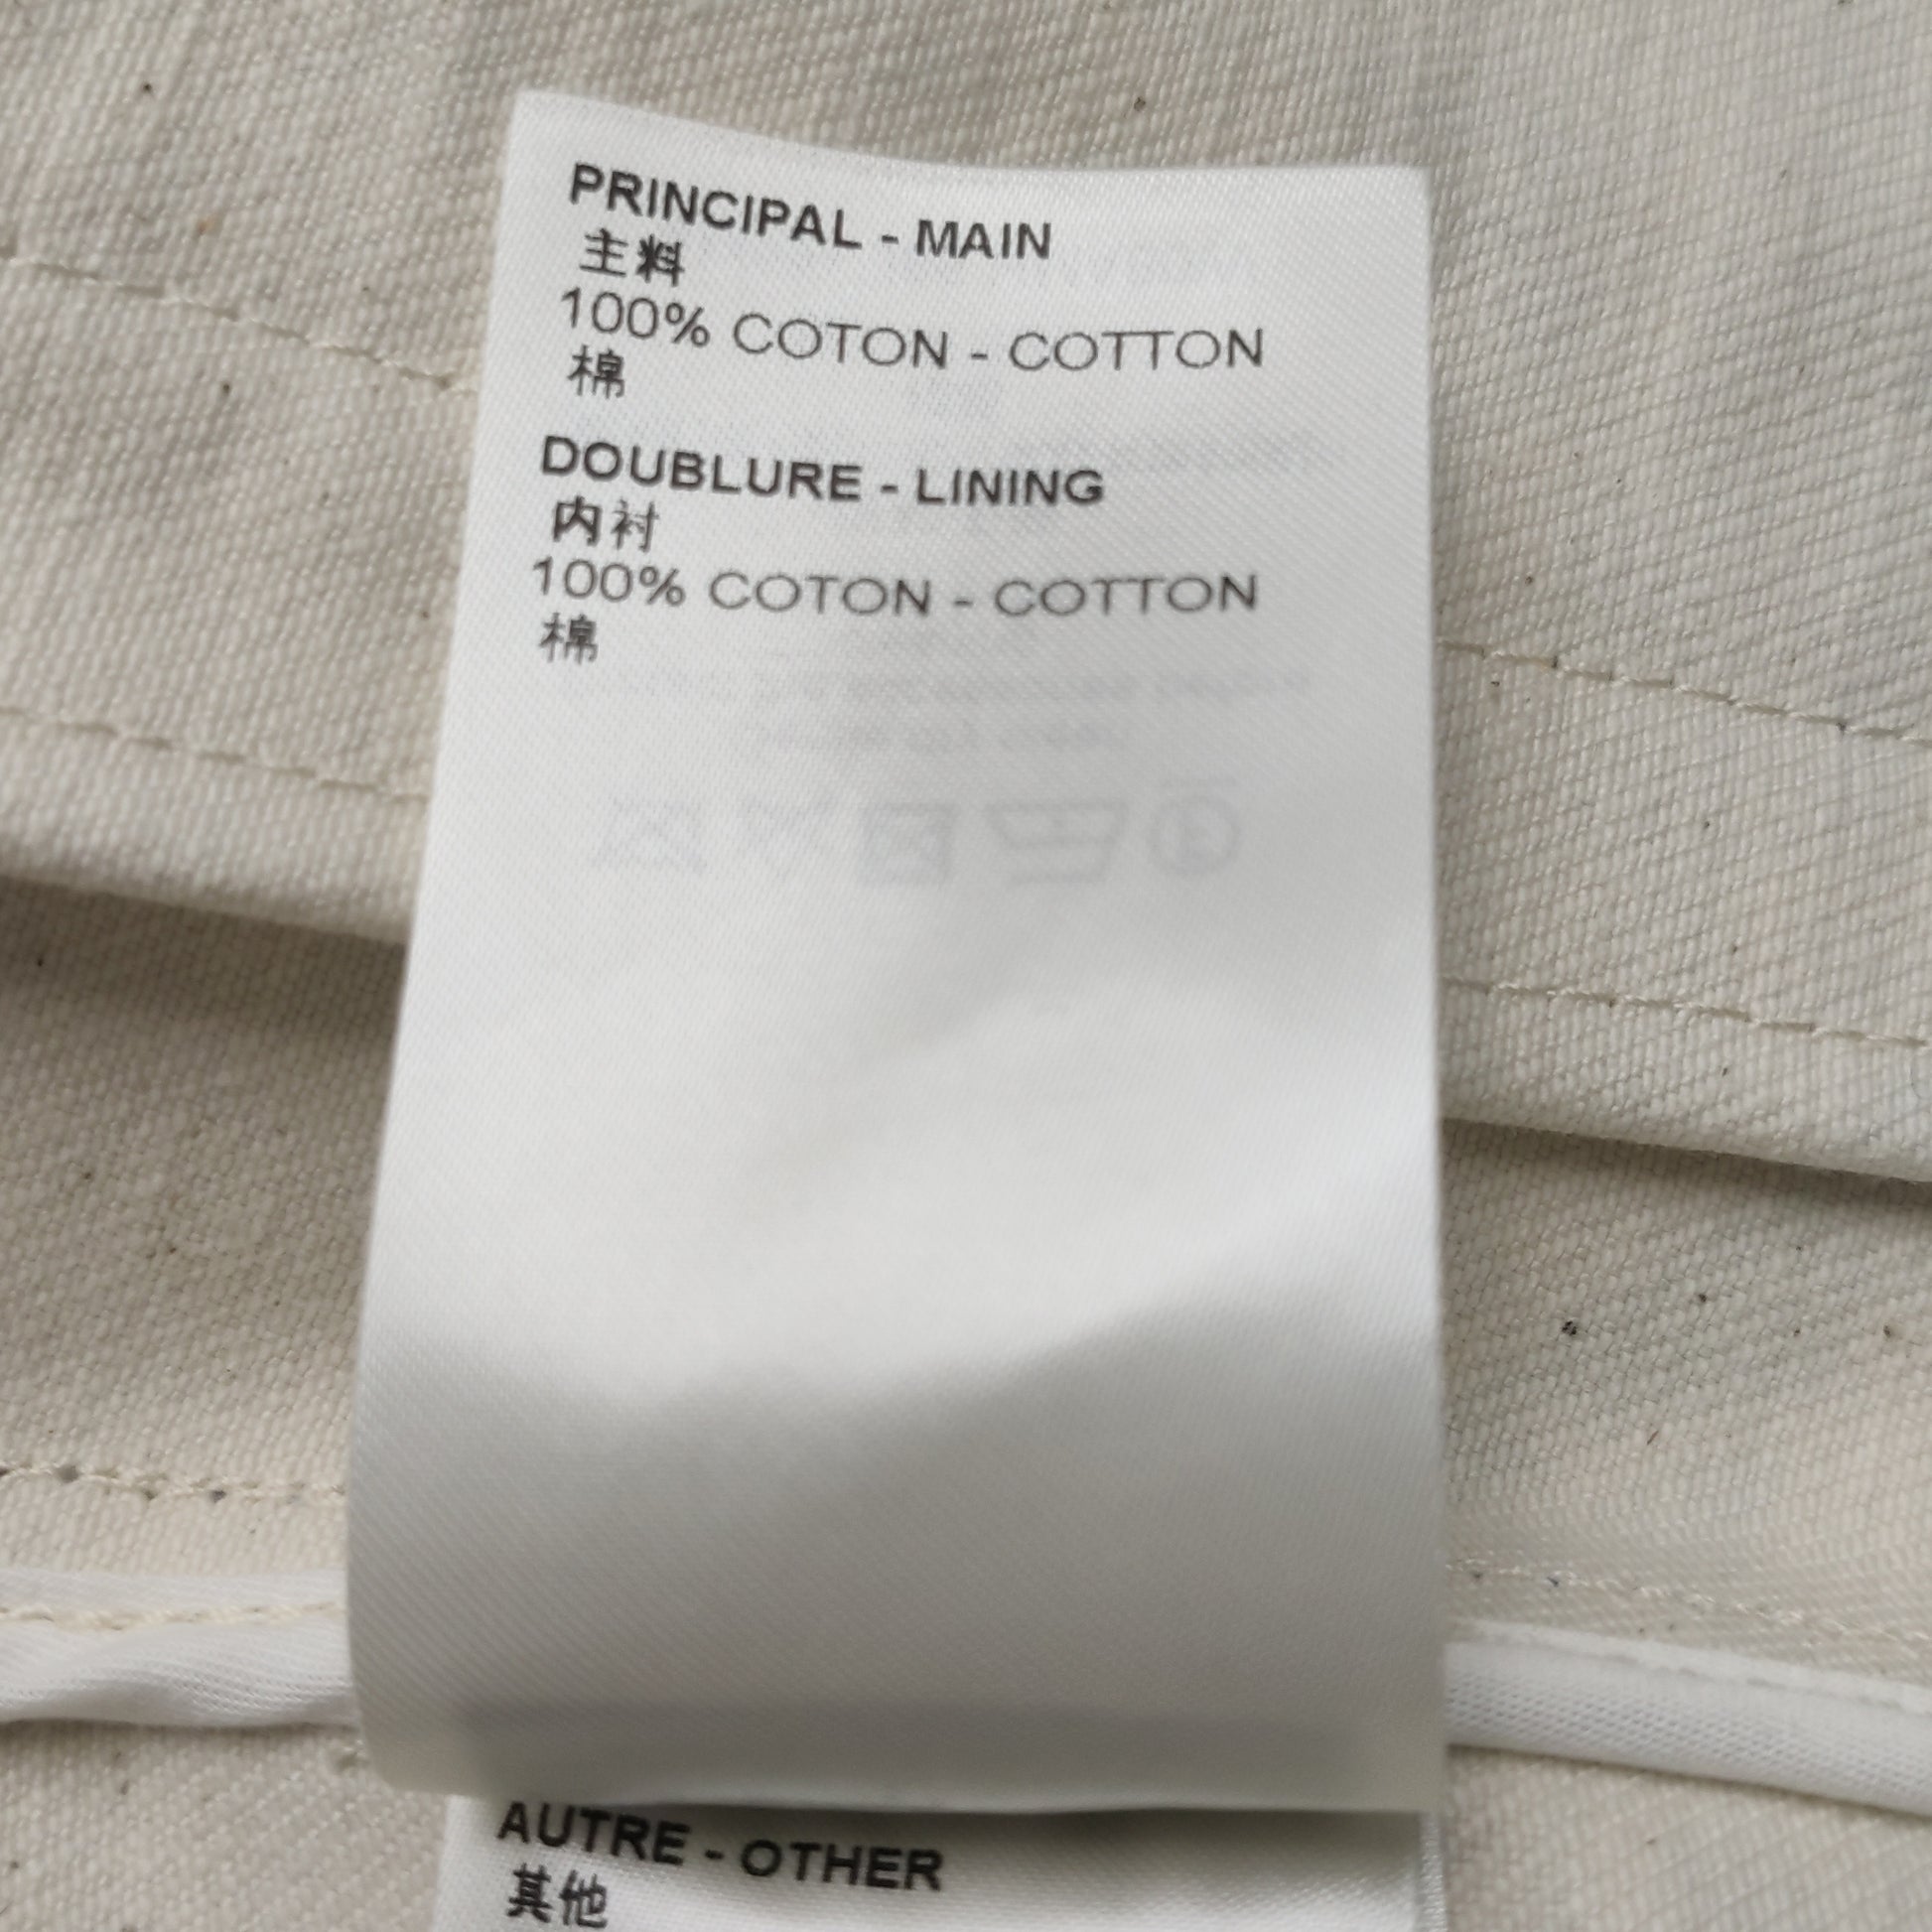 PRINCIPAL - MAIN
主料
100% COTON - COTTON
棉
DOUBLURE - LINING
内衬
100% COTON - COTTON
棉
AUTRE - OTHER
其他